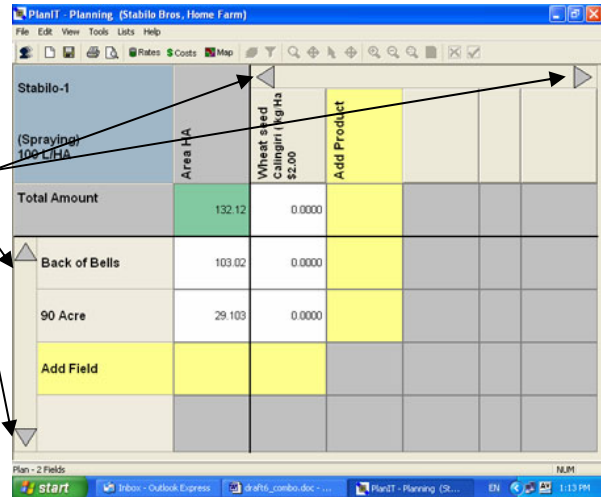 PlanIT - Planning (Stabilo Bros, Home Farm)
File Edit View Tools Lists Help
Rates $ Costs Map
Stabilo-1
(Spraying)
100 L/HA
Area HA
Wheat seed
Calingiri ( kg/Ha
$2.00
Add Product
Total Amount 132.12 0.0000
Back of Bells 103.02 0.0000
90 Acre 29.103 0.0000
Add Field
Plan - 2 Fields NUM
start Inbox - Outlook Express draft6_combo.doc - ... PlanIT - Planning (St... EN 1:13 PM